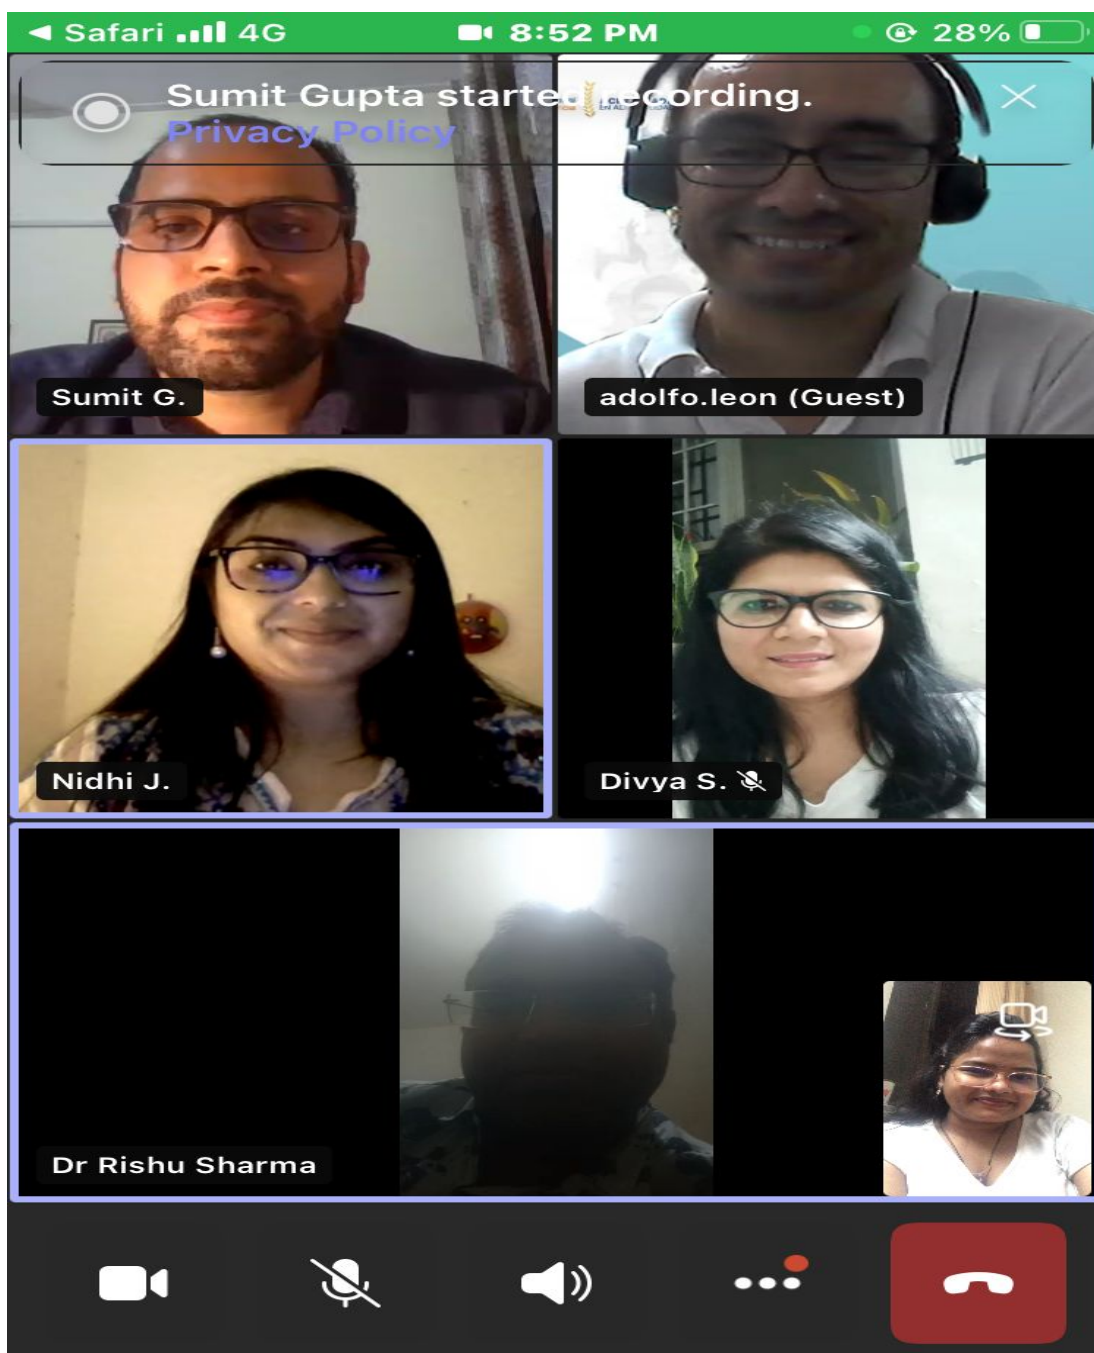 Safari 4G
8:52 PM
28%
Sumit Gupta started recording.
Privacy Policy
Sumit G.
adolfo.leon (Guest)
Nidhi J.
Divya S.
Dr Rishu Sharma